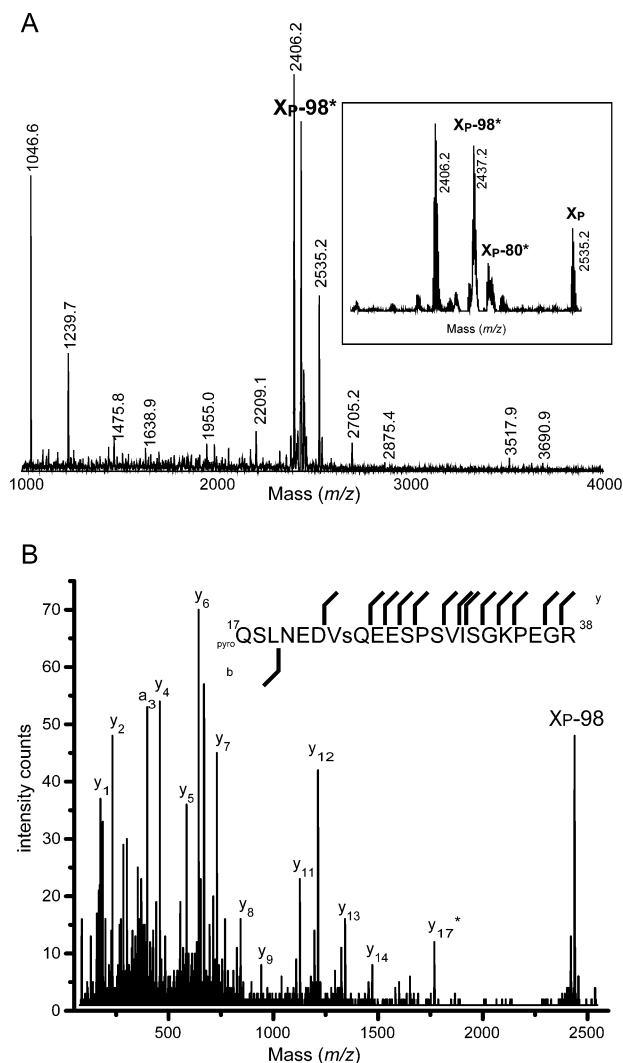 A
1046.6
1239.7
1475.8
1638.9
1955.0
2209.1
2406.2
XP-98*
2535.2
2705.2
2875.4
3517.9
3690.9
1000
2000
3000
4000
Mass (m/z)
2406.2
XP-98*
2437.2
XP-80*
XP
2535.2
Mass (m/z)
B
pyro 17 QSLNEDVsQEESPSVISGKPEGR 38
y
b
y1
y2
a3
y4
y5
y6
y7
y8
y9
y11
y12
y13
y14
y17*
XP-98
intensity counts
70
60
50
40
30
20
10
0
500
1000
1500
2000
2500
Mass (m/z)